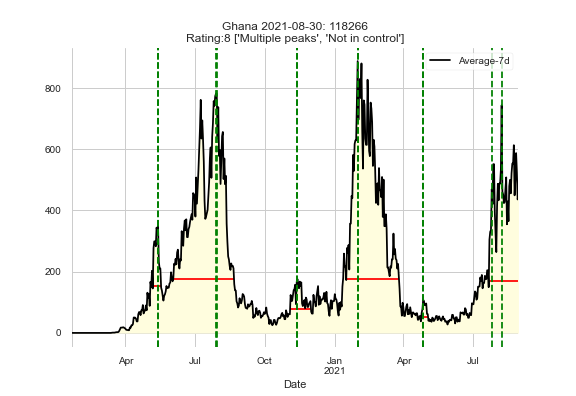 Ghana 2021-08-30: 118266
Rating:8 ['Multiple peaks', 'Not in control']
Average-7d
800
600
400
200
0
Apr Jul Oct Jan Apr Jul
2021
Date